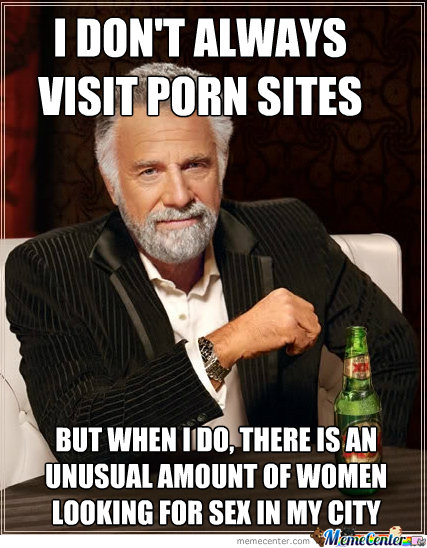 I DON'T ALWAYS
VISIT PORN SITES
XX
BUT WHEN I DO, THERE IS AN
UNUSUAL AMOUNT OF WOMEN
LOOKING FOR SEX IN MY CITY
memecenter.com MemeCenter